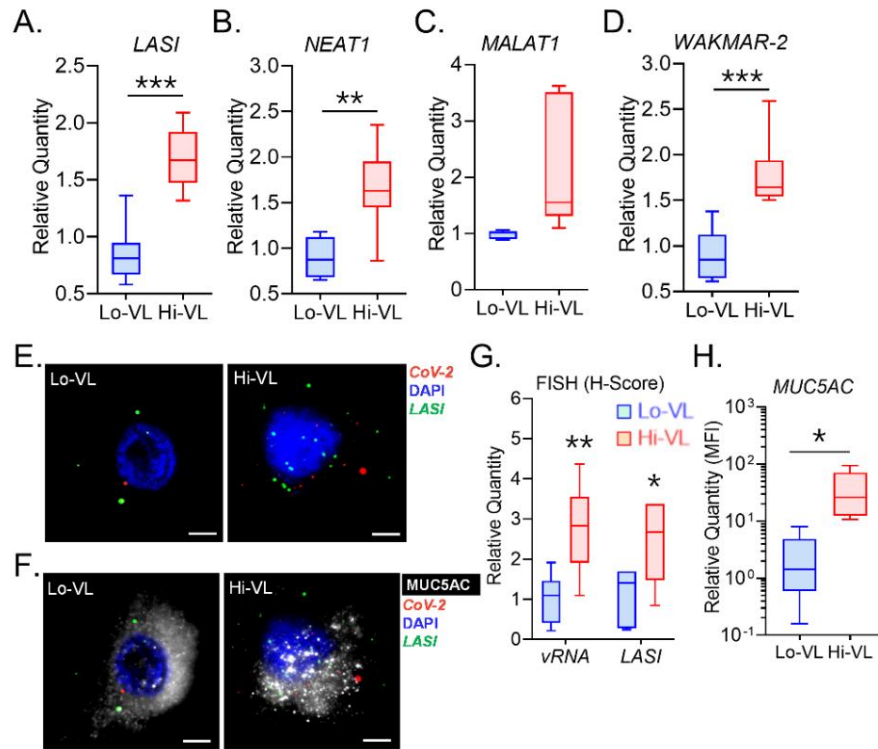 A.
LASI
Relative Quantity
2.5
2.0
1.5
1.0
0.5
***
Lo-VL Hi-VL
B.
NEAT1
Relative Quantity
3.0
2.5
2.0
1.5
1.0
0.5
**
Lo-VL Hi-VL
C.
MALAT1
Relative Quantity
4
3
2
1
0
Lo-VL Hi-VL
D.
WAKMAR-2
Relative Quantity
3.0
2.5
2.0
1.5
1.0
0.5
***
Lo-VL Hi-VL
E.
Lo-VL
Hi-VL
CoV-2
DAPI
LASI
F.
Lo-VL
Hi-VL
MUC5AC
CoV-2
DAPI
LASI
G.
FISH (H-Score)
Relative Quantity
6
5
4
3
2
1
0
Lo-VL
Hi-VL
**
*
vRNA LASI
H.
MUC5AC
Relative Quantity (MFI)
10³
10²
10¹
10⁰
10⁻¹
*
Lo-VL Hi-VL